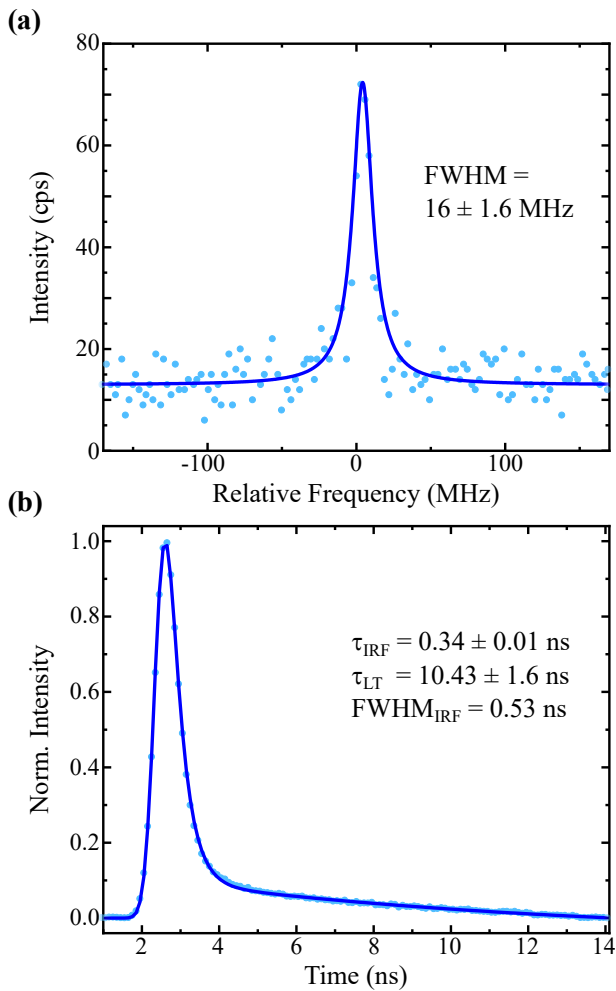 (a)
80
60
40
20
0
Intensity (cps)
FWHM =
16 ± 1.6 MHz
-100 0 100
Relative Frequency (MHz)
(b)
1.0
0.8
0.6
0.4
0.2
0.0
Norm. Intensity
τIRF = 0.34 ± 0.01 ns
τLT = 10.43 ± 1.6 ns
FWHMIRF = 0.53 ns
2 4 6 8 10 12 14
Time (ns)